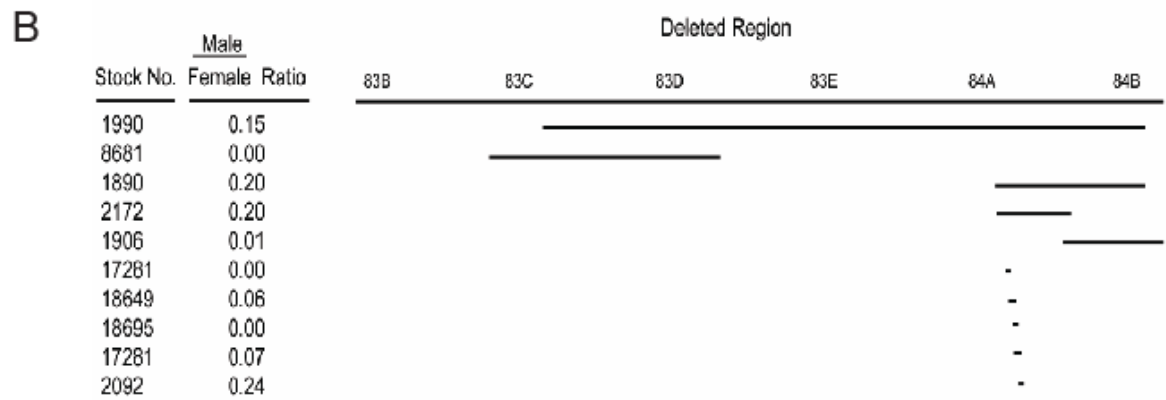 B
Deleted Region
Male
Stock No. Female Ratio 83B 83C 83D 83E 84A 84B
1990 0.15
8681 0.00
1890 0.20
2172 0.20
1906 0.01
17281 0.00
18649 0.06
18695 0.00
17281 0.07
2092 0.24